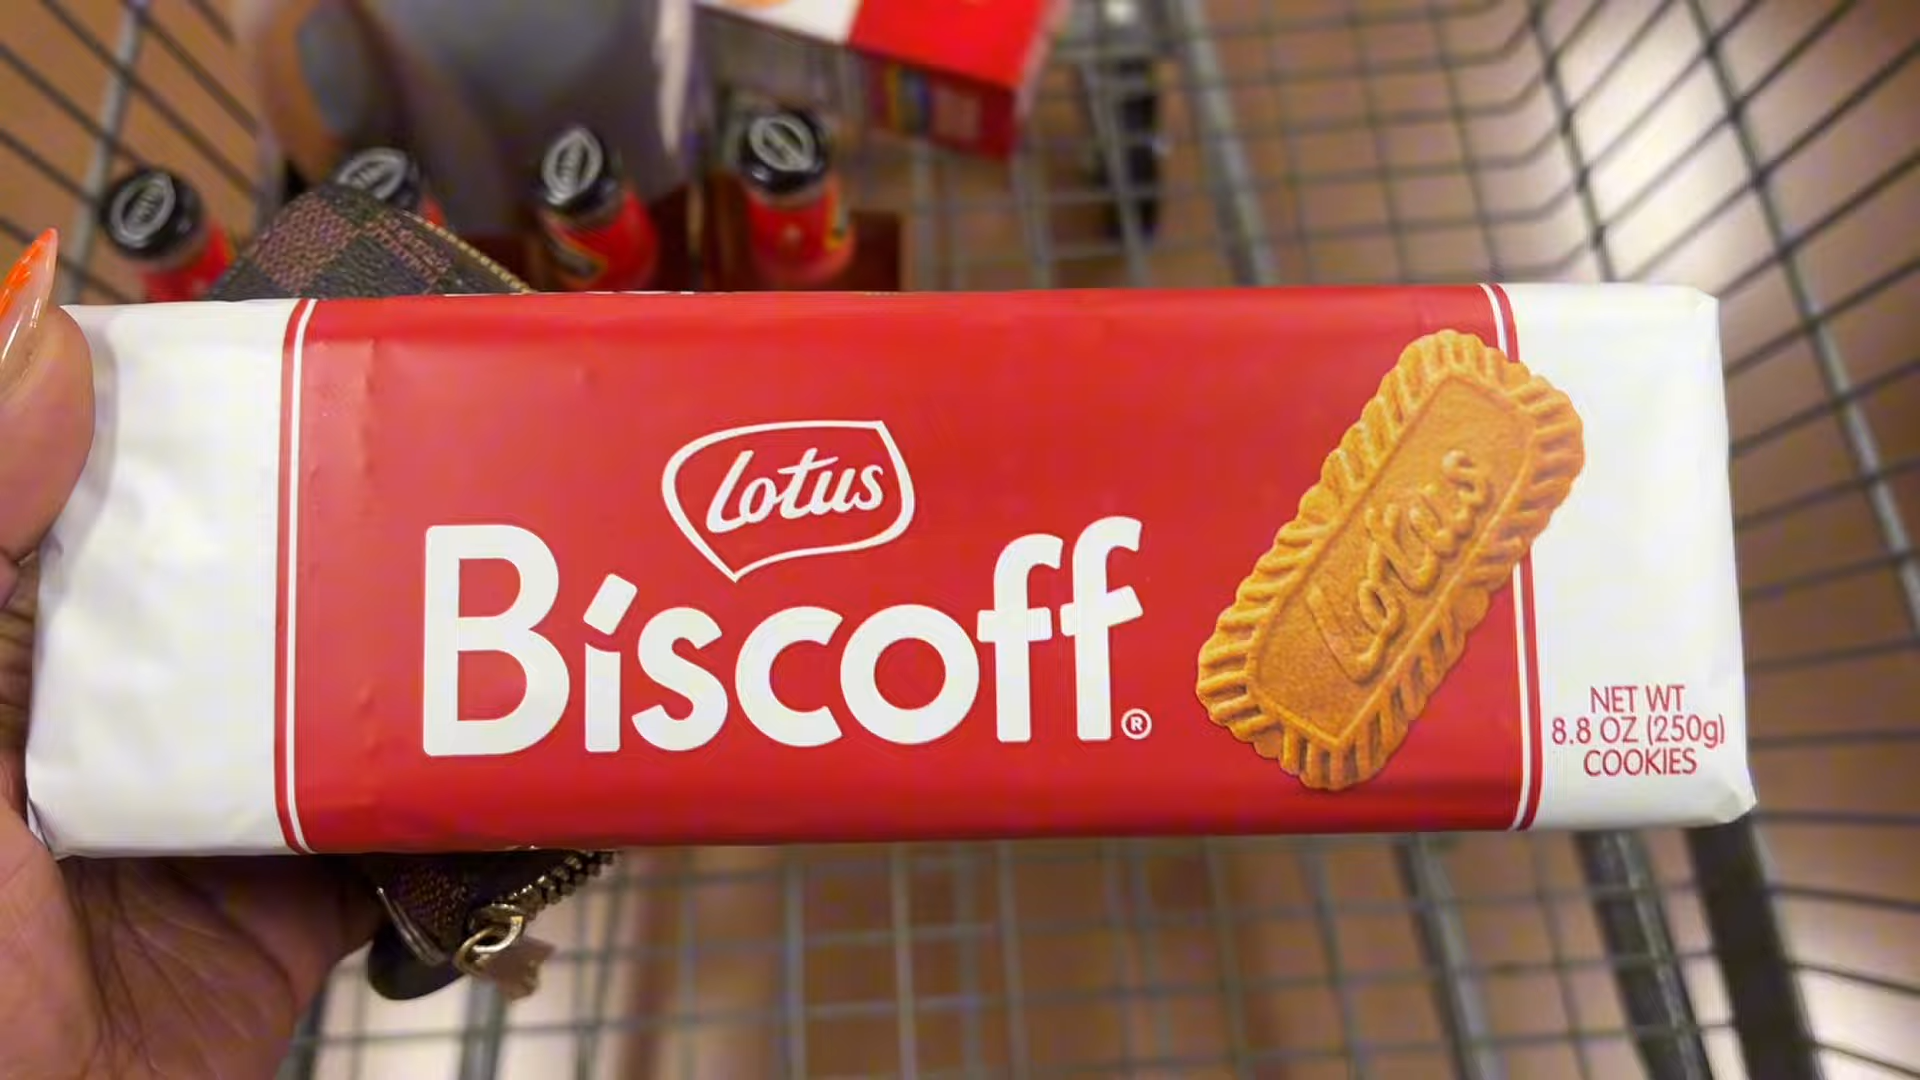 Lotus
Biscoff®
Lotus
NET WT
8.8 OZ (250g)
COOKIES